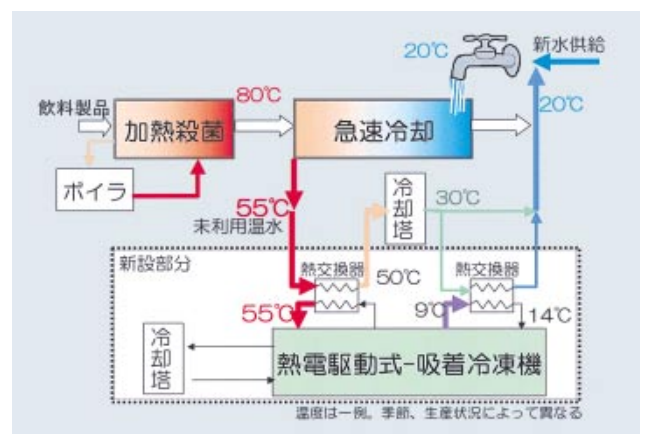 20℃
新水供給
飲料製品
80℃
20℃
加熱殺菌
急速冷却
ボイラ
55℃
未利用温水
冷却塔
30℃
新設部分
熱交換器
50℃
熱交換器
55℃
9℃
14℃
冷却塔
熱電駆動式-吸着冷凍機
温度は一例。季節、生産状況によって異なる